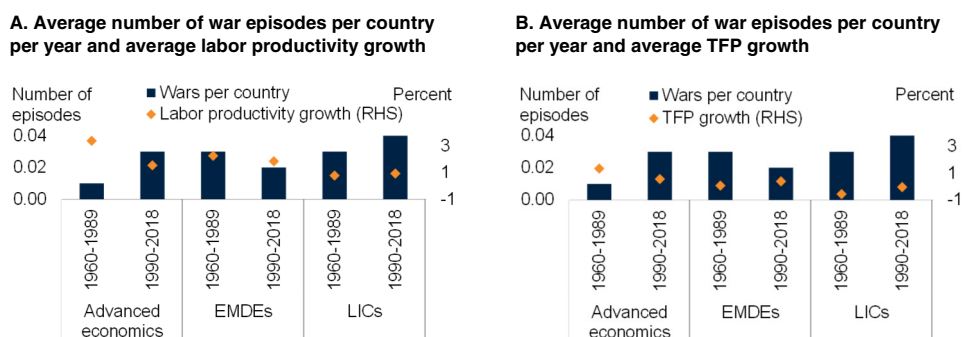 A. Average number of war episodes per country
per year and average labor productivity growth
Number of
episodes
Wars per country
Labor productivity growth (RHS)
Percent
0.04
0.02
0.00
3
1
-1
1960-1989
1990-2018
1960-1989
1990-2018
1960-1989
1990-2018
Advanced
economics
EMDEs
LICs
B. Average number of war episodes per country
per year and average TFP growth
Number of
episodes
Wars per country
TFP growth (RHS)
Percent
0.04
0.02
0.00
3
1
-1
1960-1989
1990-2018
1960-1989
1990-2018
1960-1989
1990-2018
Advanced
economics
EMDEs
LICs